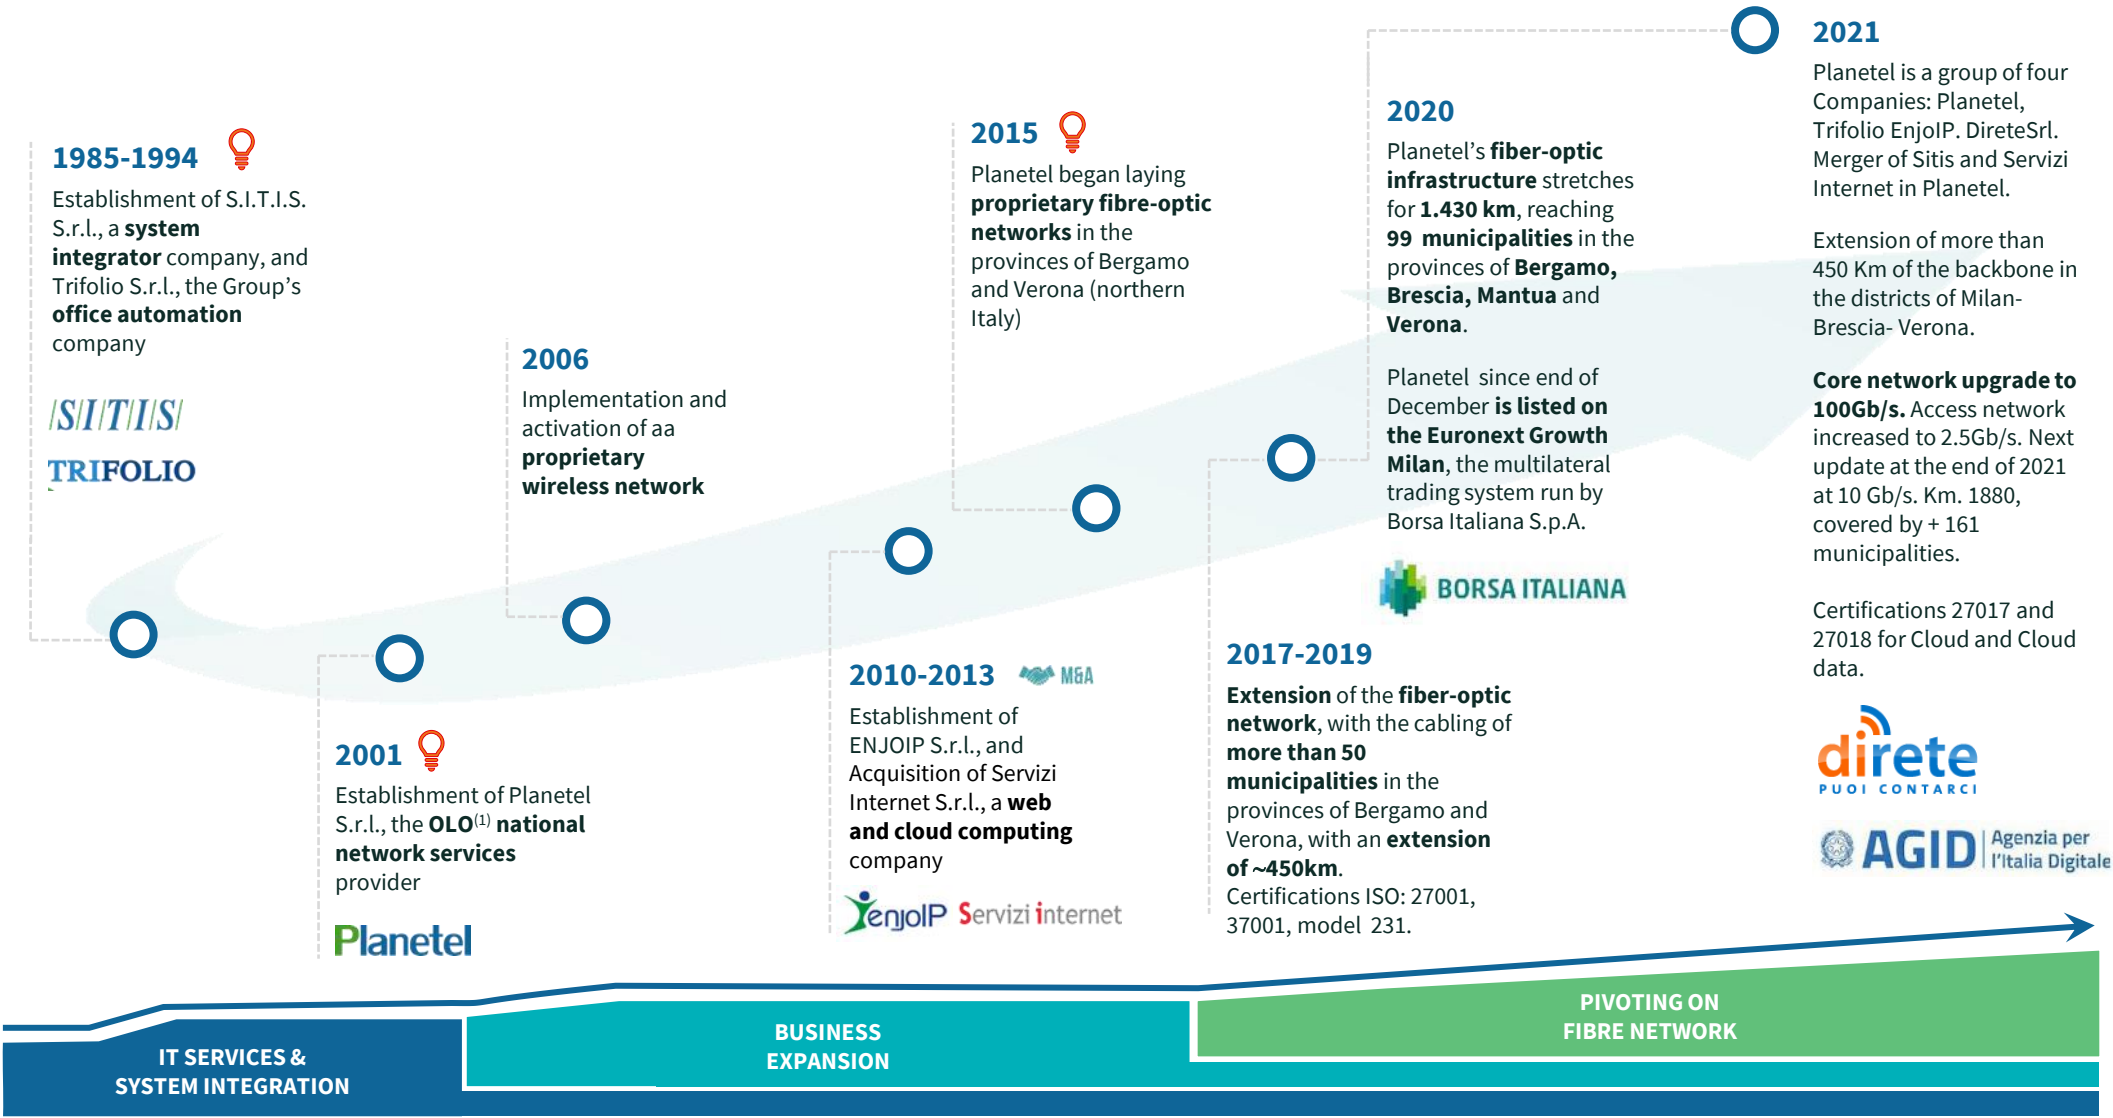 1985-1994
Establishment of S.I.T.I.S.
S.r.l., a system
integrator company, and
Trifolio S.r.l., the Group's
office automation
company
/S/I/T/I/S/
TRIFOLIO
2001
Establishment of Planetel
S.r.l., the OLO(1) national
network services
provider
Planetel
2006
Implementation and
activation of aa
proprietary
wireless network
2010-2013
M&A
Establishment of
ENJOIP S.r.l., and
Acquisition of Servizi
Internet S.r.l., a web
and cloud computing
company
enjoIP Servizi internet
2015
Planetel began laying
proprietary fibre-optic
networks in the
provinces of Bergamo
and Verona (northern
Italy)
2017-2019
Extension of the fiber-optic
network, with the cabling of
more than 50
municipalities in the
provinces of Bergamo and
Verona, with an extension
of ~450km.
Certifications ISO: 27001,
37001, model 231.
2020
Planetel's fiber-optic
infrastructure stretches
for 1.430 km, reaching
99 municipalities in the
provinces of Bergamo,
Brescia, Mantua and
Verona.
Planetel since end of
December is listed on
the Euronext Growth
Milan, the multilateral
trading system run by
Borsa Italiana S.p.A.
BORSA ITALIANA
2021
Planetel is a group of four
Companies: Planetel,
Trifolio EnjoIP. DireteSrl.
Merger of Sitis and Servizi
Internet in Planetel.
Extension of more than
450 Km of the backbone in
the districts of Milan-
Brescia- Verona.
Core network upgrade to
100Gb/s. Access network
increased to 2.5Gb/s. Next
update at the end of 2021
at 10 Gb/s. Km. 1880,
covered by + 161
municipalities.
Certifications 27017 and
27018 for Cloud and Cloud
data.
direte
PUOI CONTARCI
AGID
Agenzia per
l'Italia Digitale
IT SERVICES &
SYSTEM INTEGRATION
BUSINESS
EXPANSION
PIVOTING ON
FIBRE NETWORK